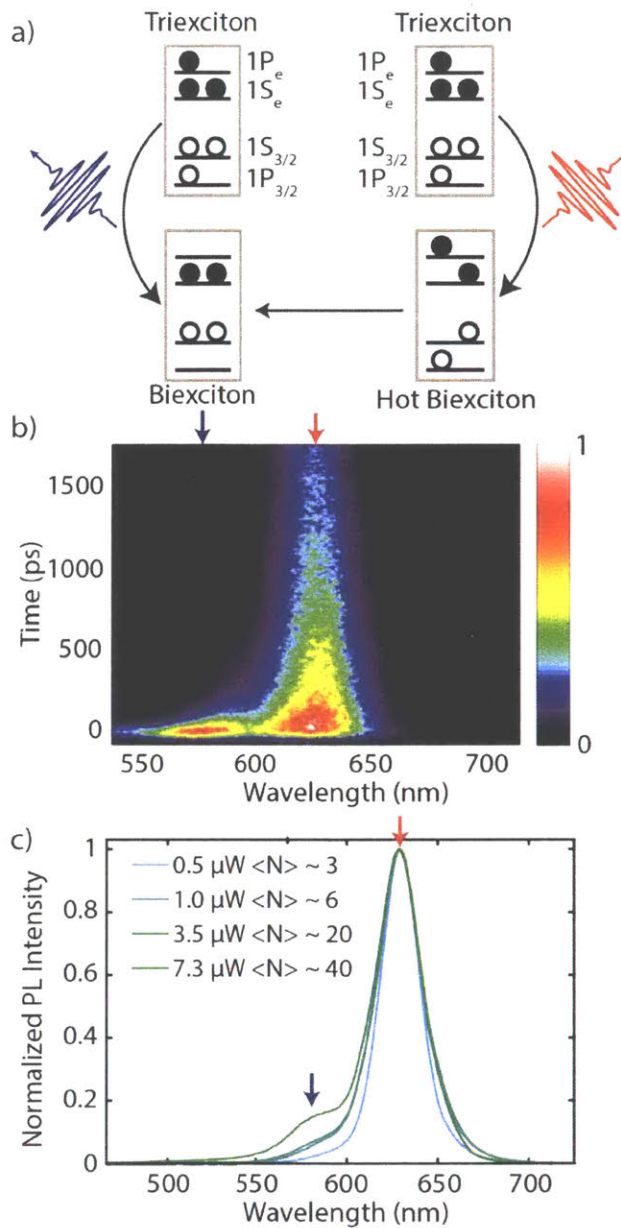 a)
Triexciton Triexciton
1P_e 1P_e
1S_e 1S_e
1S_3/2 1S_3/2
1P_3/2 1P_3/2
Biexciton Hot Biexciton
b)
1
1500
1000
500
0
0
Time (ps)
550 600 650 700
Wavelength (nm)
c)
1
0.8
0.6
0.4
0.2
0
Normalized PL Intensity
0.5 μW <N> ~ 3
1.0 μW <N> ~ 6
3.5 μW <N> ~ 20
7.3 μW <N> ~ 40
500 550 600 650 700
Wavelength (nm)